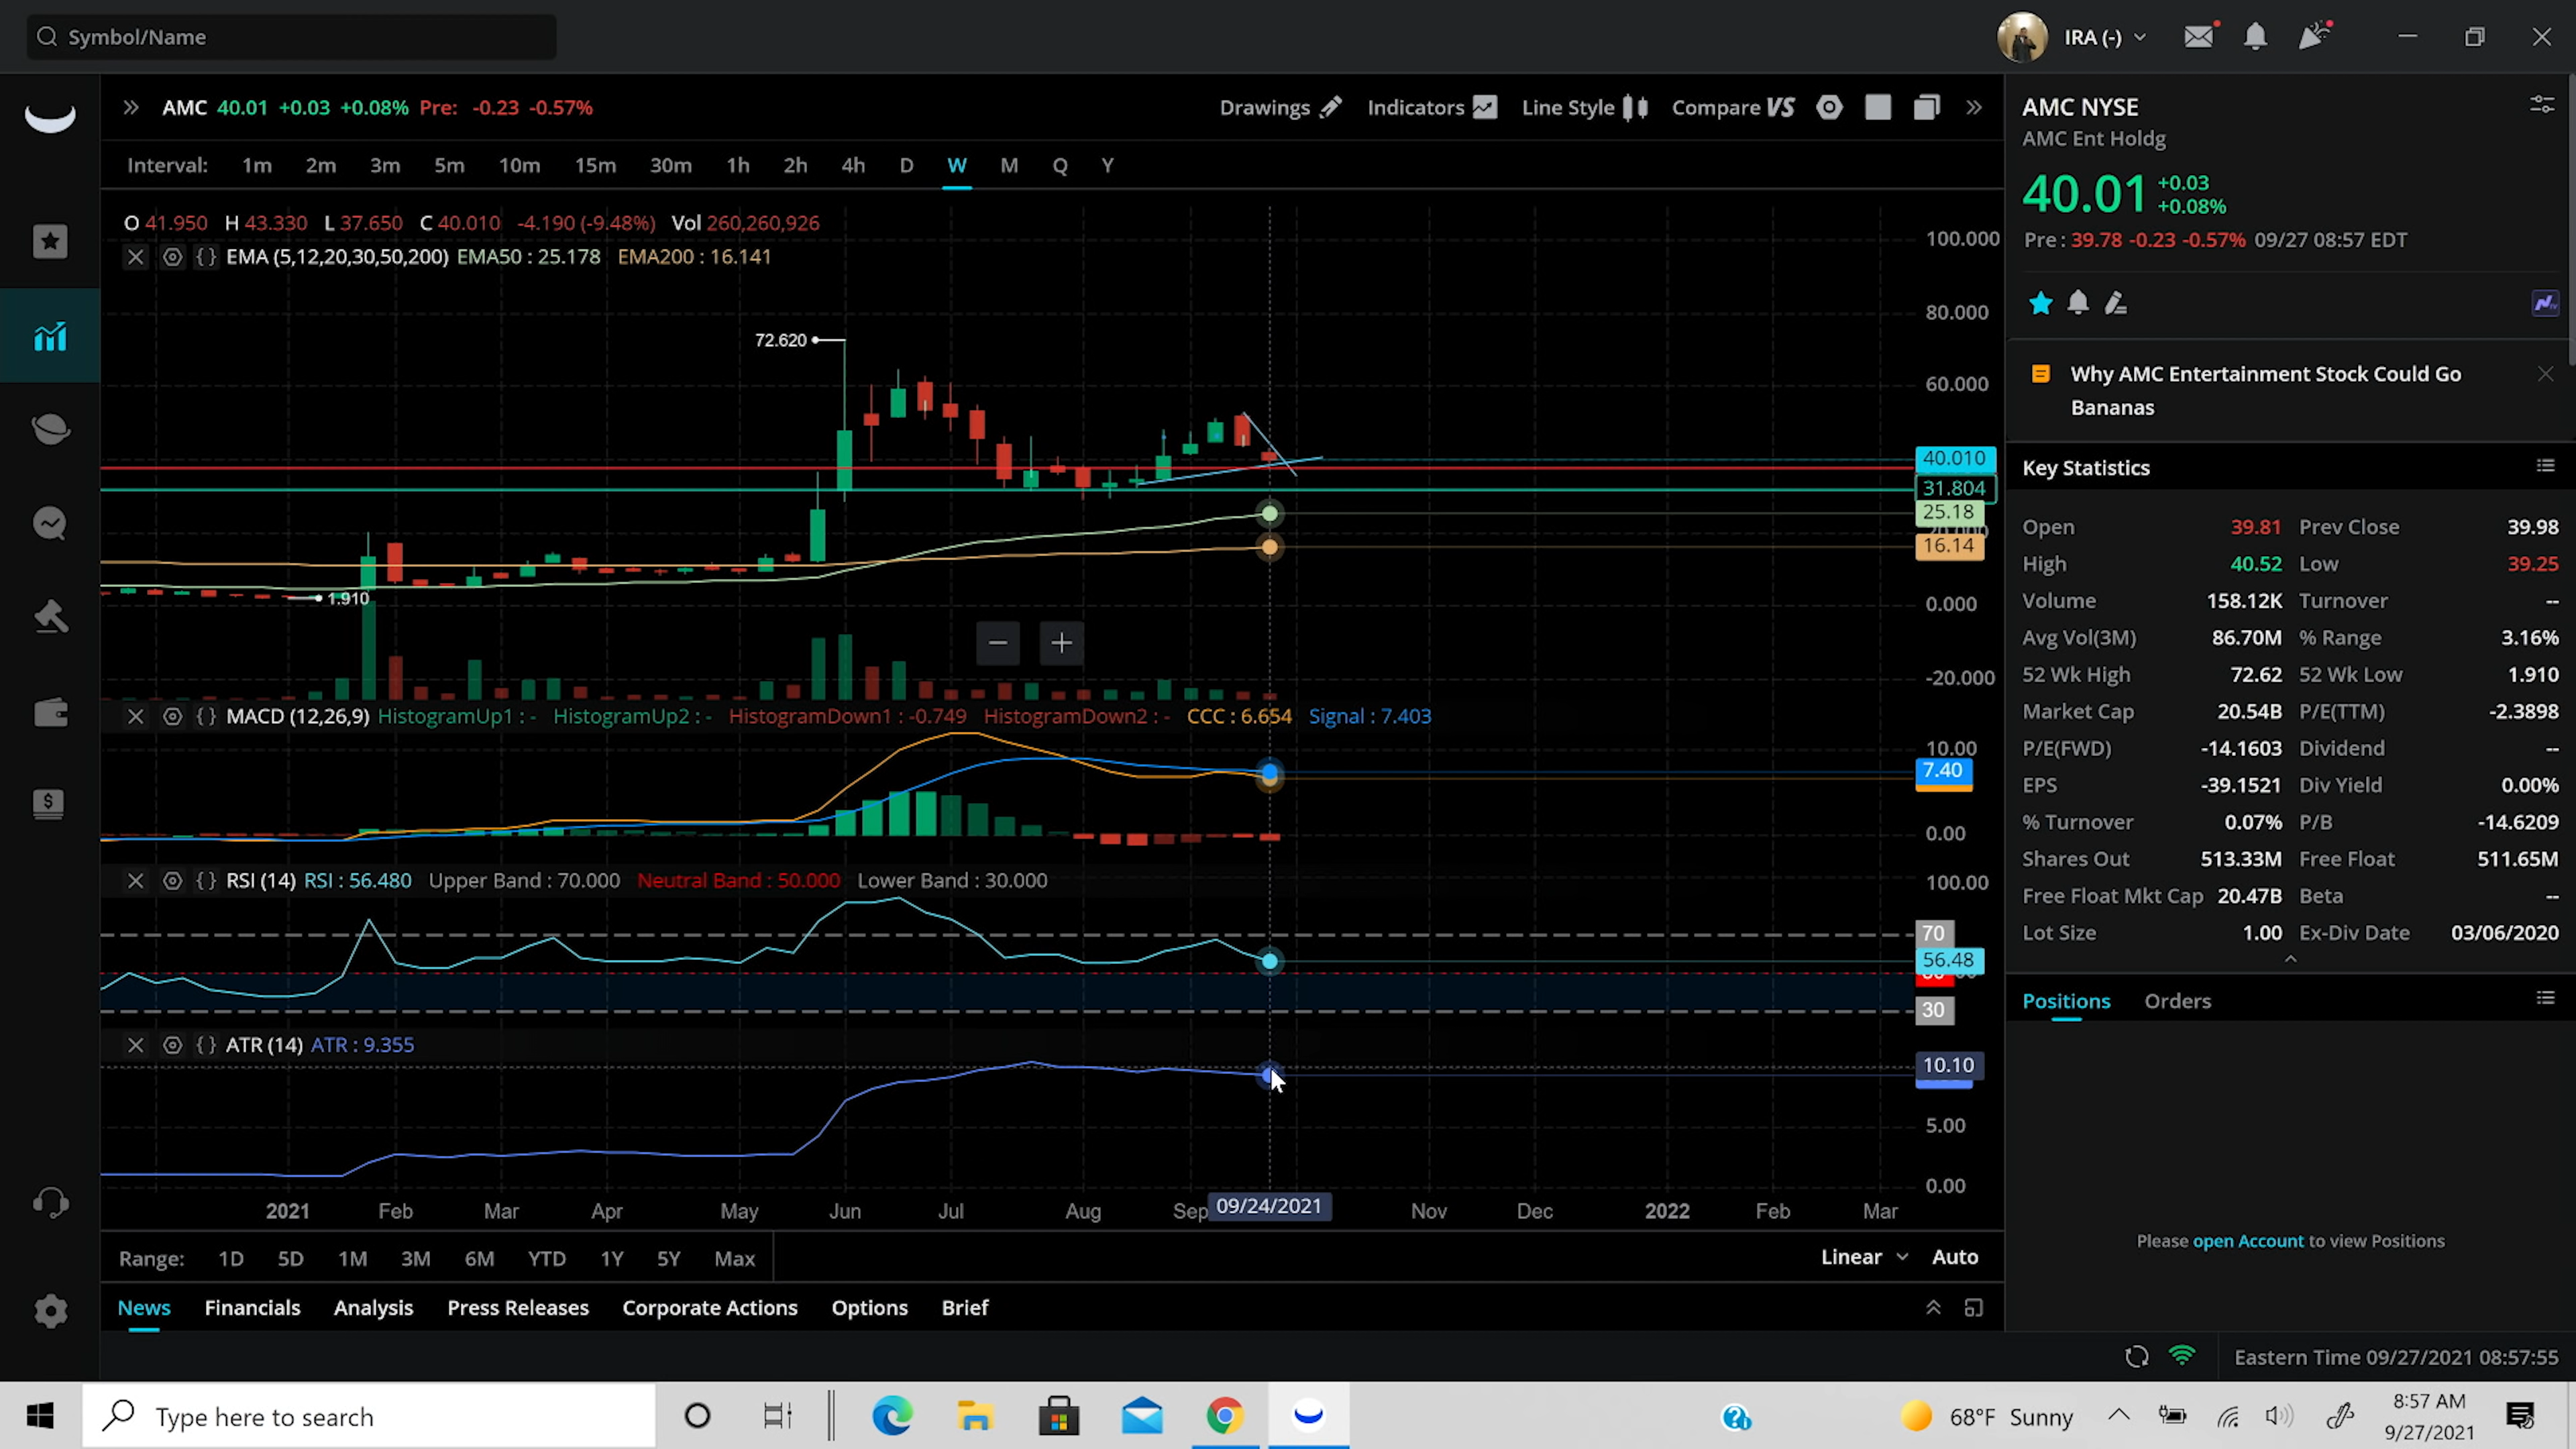 Symbol/Name
IRA (-)
AMC 40.01 +0.03 +0.08% Pre: -0.23 -0.57%
Drawings Indicators Line Style Compare VS
Interval: 1m 2m 3m 5m 10m 15m 30m 1h 2h 4h D W M Q Y
O 41.950 H 43.330 L 37.650 C 40.010 -4.190 (-9.48%) Vol 260,260,926
EMA (5,12,20,30,50,200) EMA50 : 25.178 EMA200 : 16.141
100.000
80.000
72.620
60.000
40.010
31.804
25.18
16.14
1.910
0.000
-20.000
MACD (12,26,9) HistogramUp1 : - HistogramUp2 : - HistogramDown1 : -0.749 HistogramDown2 : - CCC : 6.654 Signal : 7.403
10.00
7.40
0.00
RSI (14) RSI : 56.480 Upper Band : 70.000 Neutral Band : 50.000 Lower Band : 30.000
100.00
70
56.48
30
ATR (14) ATR : 9.355
10.10
5.00
0.00
2021 Feb Mar Apr May Jun Jul Aug Sep 09/24/2021 Nov Dec 2022 Feb Mar
Range: 1D 5D 1M 3M 6M YTD 1Y 5Y Max
Linear Auto
News Financials Analysis Press Releases Corporate Actions Options Brief
AMC NYSE
AMC Ent Holdg
40.01 +0.03
+0.08%
Pre : 39.78 -0.23 -0.57% 09/27 08:57 EDT
Why AMC Entertainment Stock Could Go
Bananas
Key Statistics
Open 39.81 Prev Close 39.98
High 40.52 Low 39.25
Volume 158.12K Turnover --
Avg Vol(3M) 86.70M % Range 3.16%
52 Wk High 72.62 52 Wk Low 1.910
Market Cap 20.54B P/E(TTM) -2.3898
P/E(FWD) -14.1603 Dividend --
EPS -39.1521 Div Yield 0.00%
% Turnover 0.07% P/B -14.6209
Shares Out 513.33M Free Float 511.65M
Free Float Mkt Cap 20.47B Beta --
Lot Size 1.00 Ex-Div Date 03/06/2020
Positions Orders
Please open Account to view Positions
Eastern Time 09/27/2021 08:57:55
Type here to search
68°F Sunny
8:57 AM
9/27/2021